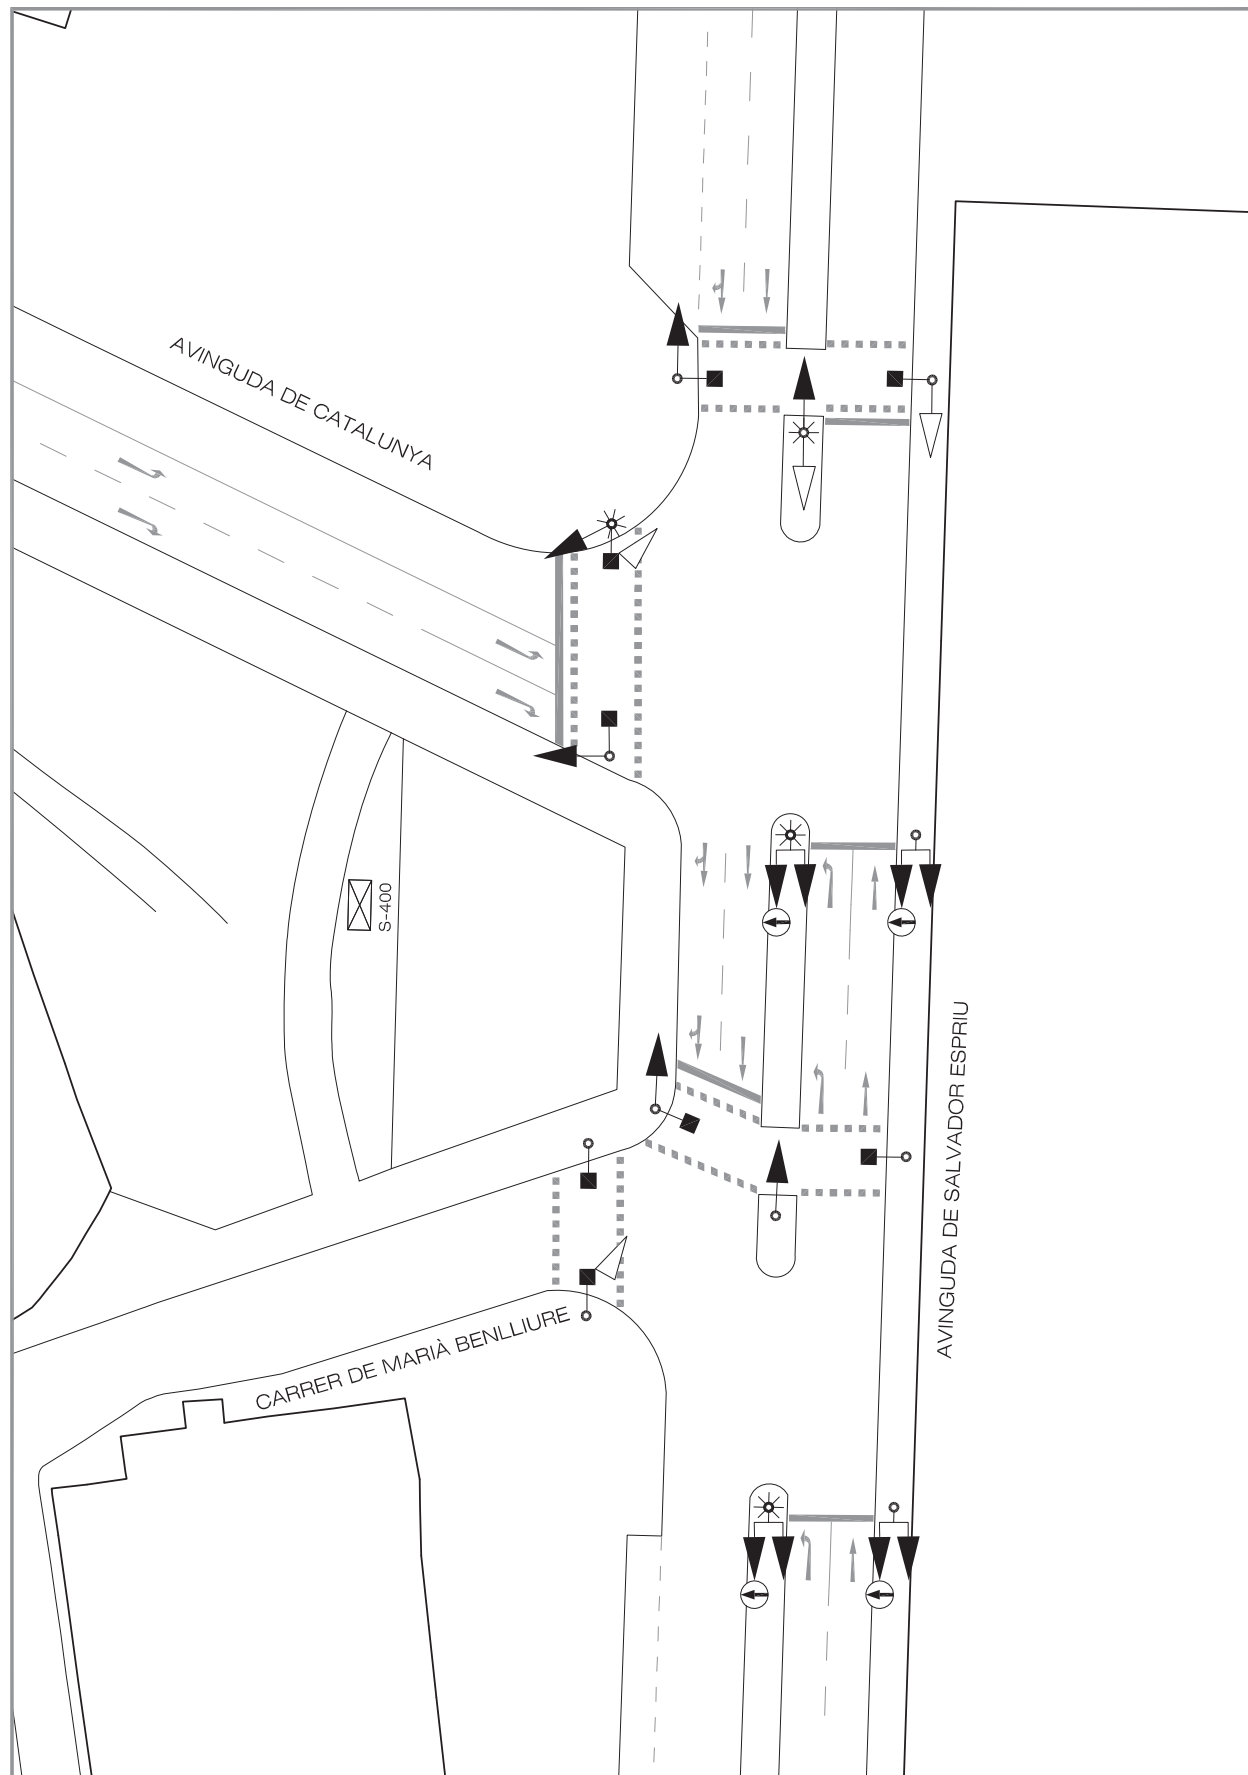 AVINGUDA DE CATALUNYA
S-400
AVINGUDA DE SALVADOR ESPRIU
CARRER DE MARIÀ BENLLIURE